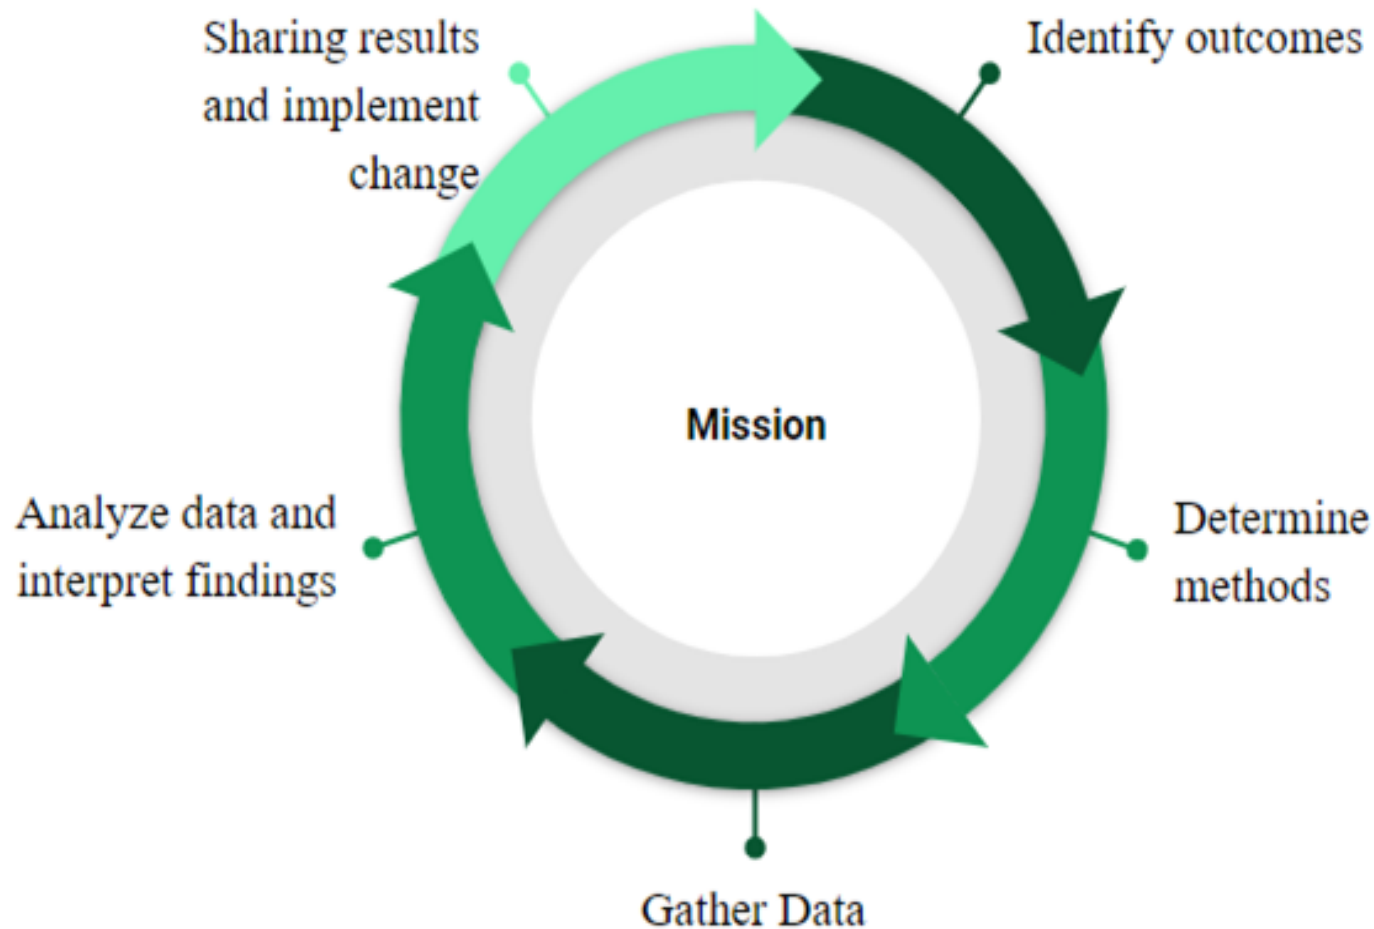 Sharing results
and implement
change
Identify outcomes
Mission
Analyze data and
interpret findings
Determine
methods
Gather Data